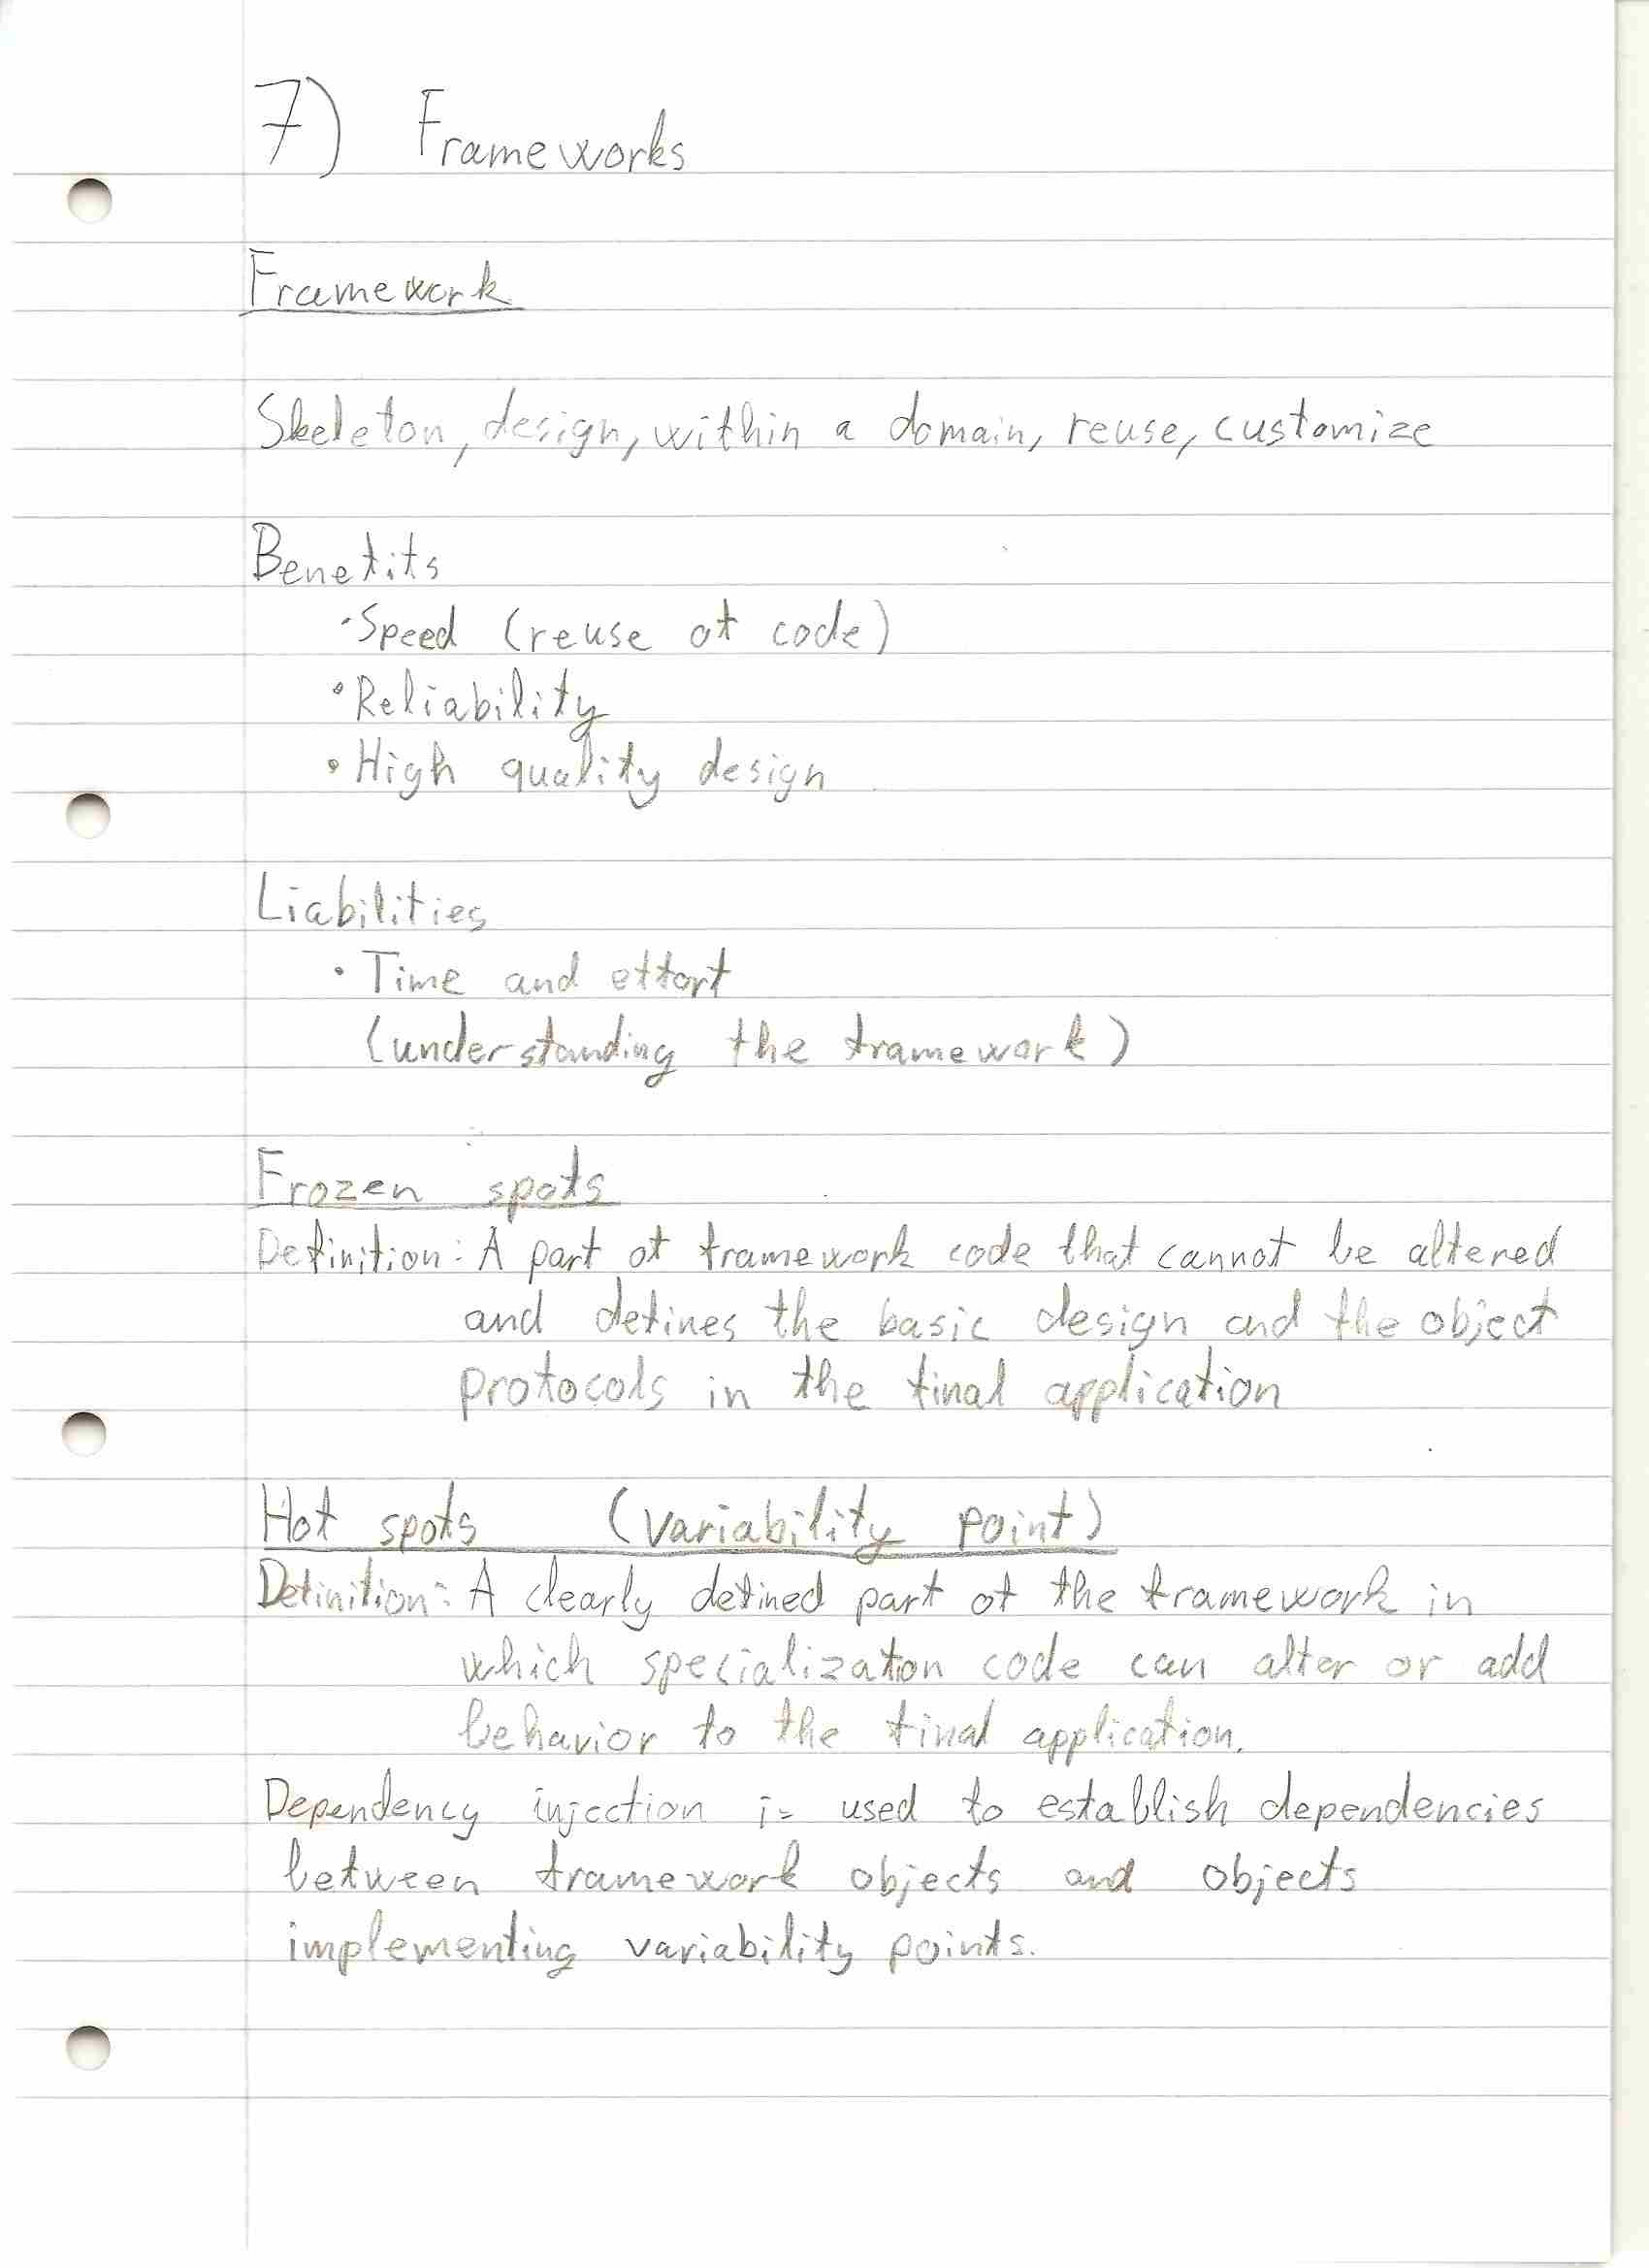 7) Frameworks
Framework
Skeleton, design, within a domain, reuse, customize
Benefits
• Speed (reuse of code)
• Reliability
• High quality design
Liabilities
• Time and effort
(understanding the framework)
Frozen spots
Definition: A part of framework code that cannot be altered
and defines the basic design and the object
protocols in the final application
Hot spots (variability point)
Definition: A clearly defined part of the framework in
which specializaton code can alter or add
behavior to the final application.
Dependency injection is used to establish dependencies
between framework objects and objects
implementing variability points.